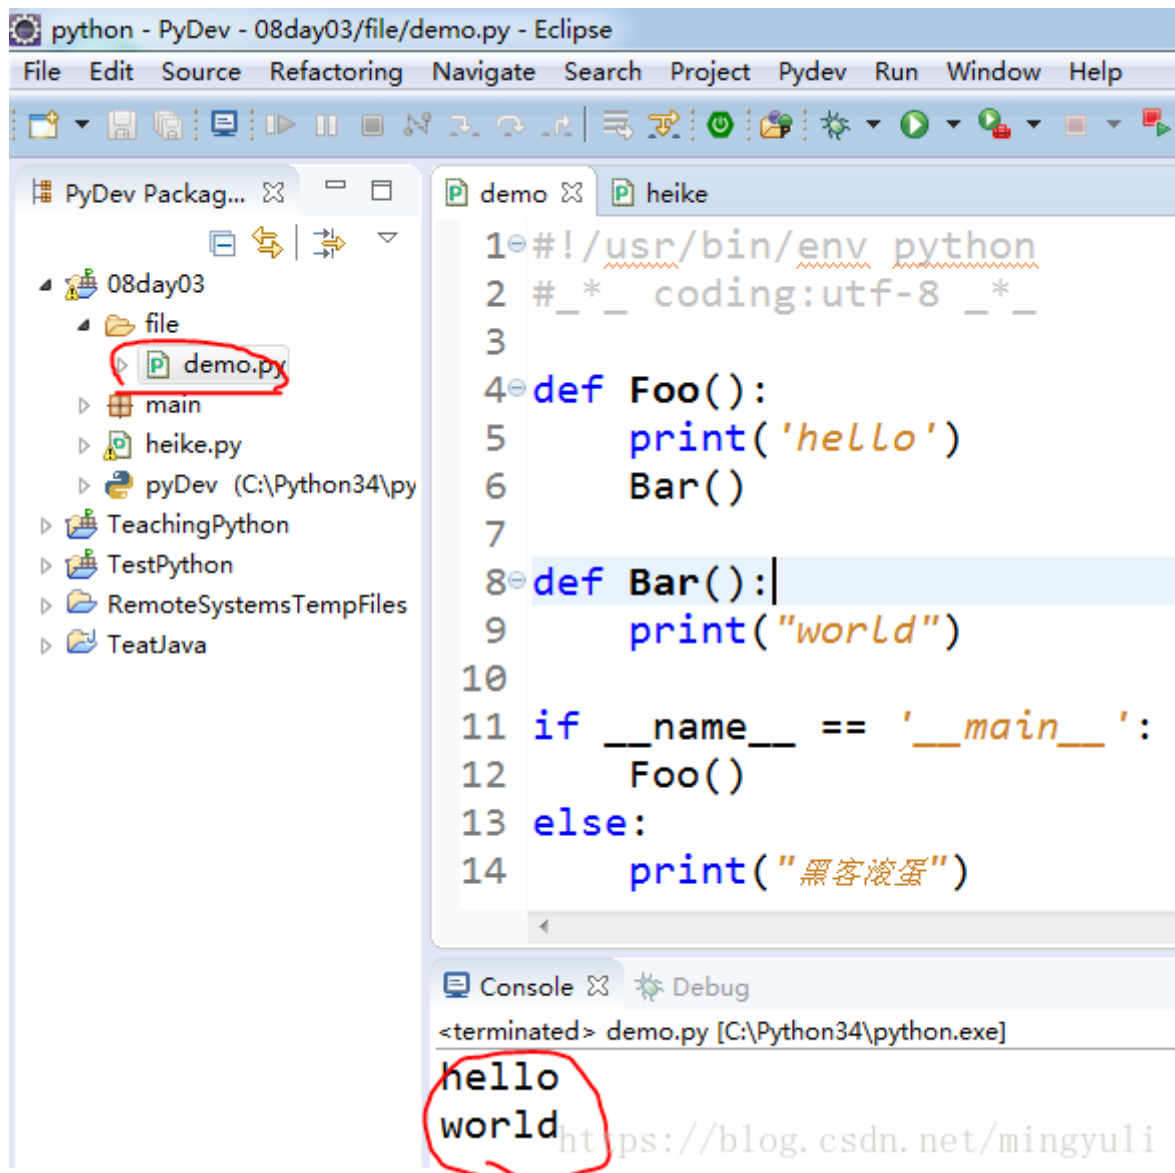 python - PyDev - 08day03/file/demo.py - Eclipse
File Edit Source Refactoring Navigate Search Project Pydev Run Window Help
PyDev Packag...
08day03
file
demo.py
main
heike.py
pyDev (C:\Python34\py
TeachingPython
TestPython
RemoteSystemsTempFiles
TeatJava
demo heike
1 #!/usr/bin/env python
2 #_*_ coding:utf-8 _*_
3
4 def Foo():
5     print('hello')
6     Bar()
7
8 def Bar():
9     print("world")
10
11 if __name__ == '__main__':
12     Foo()
13 else:
14     print("黑客滚蛋")
Console Debug
<terminated> demo.py [C:\Python34\python.exe]
hello
world
https://blog.csdn.net/mingyuli